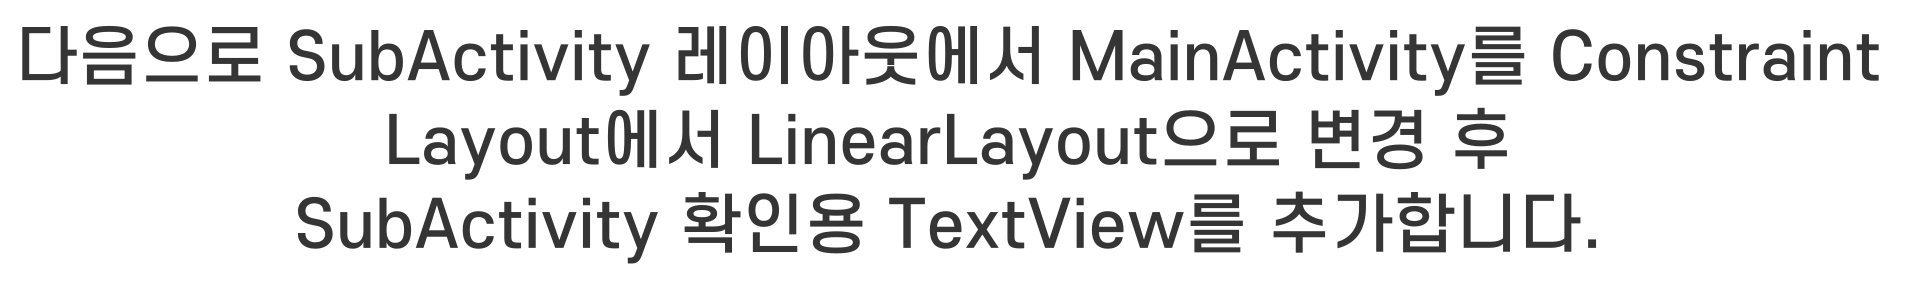 다음으로 SubActivity 레이아웃에서 MainActivity를 Constraint
Layout에서 LinearLayout으로 변경 후
SubActivity 확인용 TextView를 추가합니다.